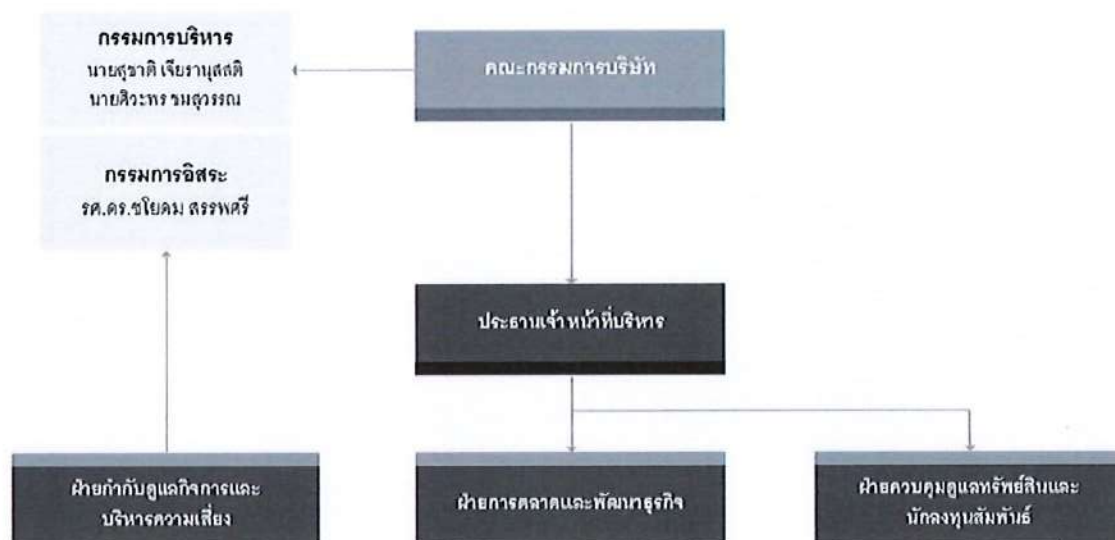 กรรมการบริหาร
นายสุชาติ เจียรานุสสติ
นายศิวะพร ชมสุวรรณ
คณะกรรมการบริษัท
กรรมการอิสระ
รศ.ดร.ชโยดม สรรพศรี
ประธานเจ้าหน้าที่บริหาร
ฝ่ายกำกับดูแลกิจการและ
บริหารความเสี่ยง
ฝ่ายการตลาดและพัฒนาธุรกิจ
ฝ่ายควบคุมดูแลทรัพย์สินและ
นักลงทุนสัมพันธ์